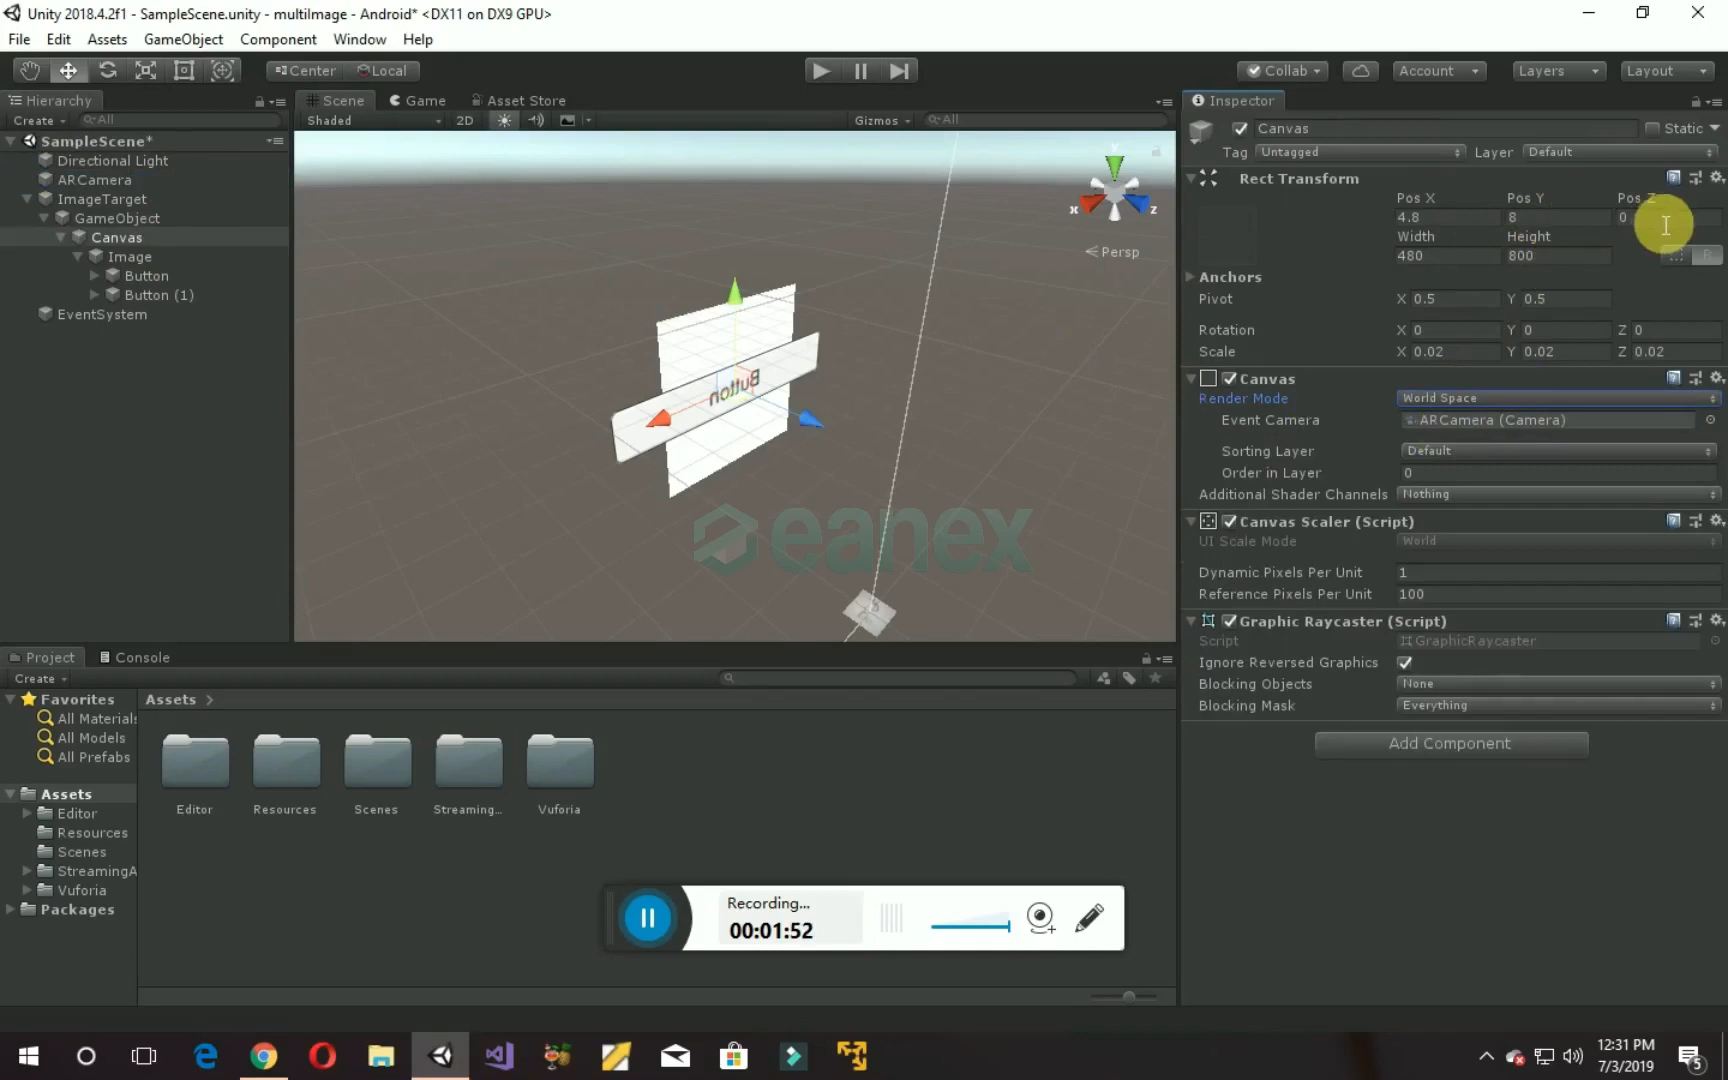 Unity 2018.4.2f1 - SampleScene.unity - multiImage - Android* <DX11 on DX9 GPU>
File Edit Assets GameObject Component Window Help
Center Local Collab Account Layers Layout
Hierarchy
Create All
SampleScene*
Directional Light
ARCamera
ImageTarget
GameObject
Canvas
Image
Button
Button (1)
EventSystem
Scene Game Asset Store
Shaded 2D Gizmos All
x z
Persp
Button
eanex
Inspector
Canvas Static
Tag Untagged Layer Default
Rect Transform
Pos X Pos Y Pos Z
4.8 8 0
Width Height
480 800
R
Anchors
Pivot X 0.5 Y 0.5
Rotation X 0 Y 0 Z 0
Scale X 0.02 Y 0.02 Z 0.02
Canvas
Render Mode World Space
Event Camera ARCamera (Camera)
Sorting Layer Default
Order in Layer 0
Additional Shader Channels Nothing
Canvas Scaler (Script)
UI Scale Mode World
Dynamic Pixels Per Unit 1
Reference Pixels Per Unit 100
Graphic Raycaster (Script)
Script GraphicRaycaster
Ignore Reversed Graphics
Blocking Objects None
Blocking Mask Everything
Add Component
Project Console
Create
Favorites
All Materials
All Models
All Prefabs
Assets
Editor
Resources
Scenes
StreamingA
Vuforia
Packages
Assets
Editor Resources Scenes Streaming... Vuforia
Recording...
00:01:52
12:31 PM
7/3/2019
5